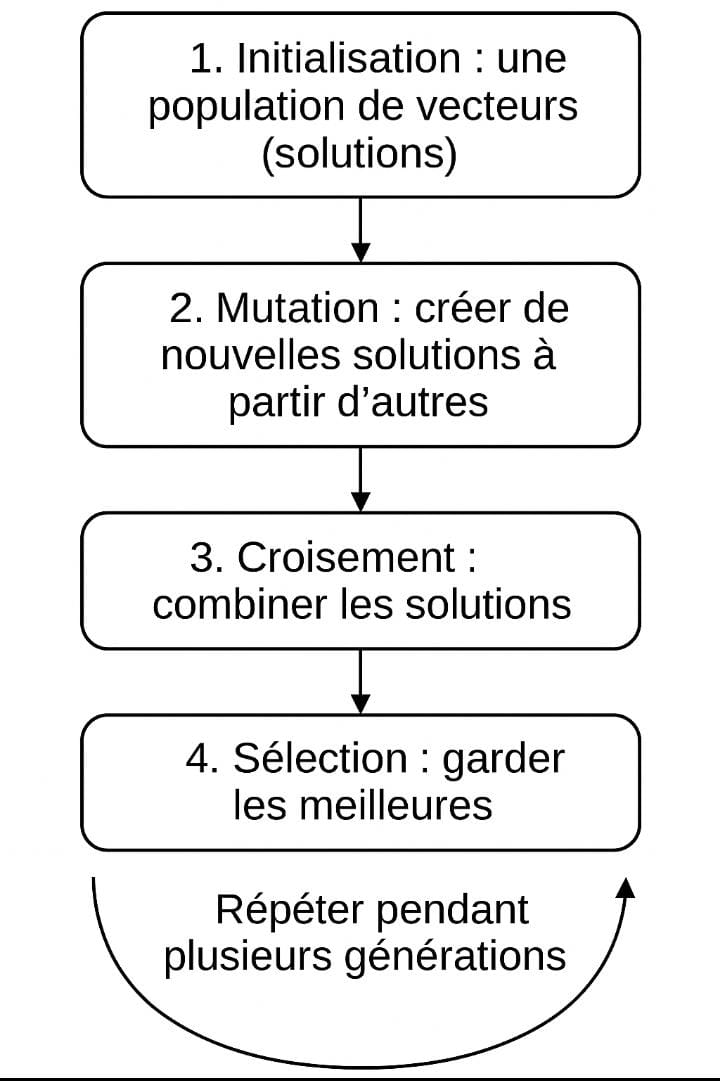 1. Initialisation : une
population de vecteurs
(solutions)
2. Mutation : créer de
nouvelles solutions à
partir d’autres
3. Croisement :
combiner les solutions
4. Sélection : garder
les meilleures
Répéter pendant
plusieurs générations